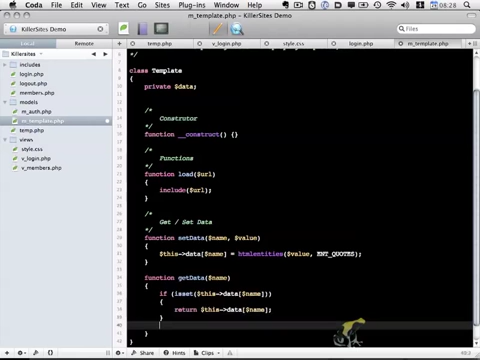 Coda File Edit View Text Sites Plug-ins Window Help 08:28
m_template.php — KillerSites Demo
KillerSites Demo
Files
Local Remote temp.php v_login.php style.css login.php m_template.php
Killersites
includes
login.php
logout.php
members.php
models
m_auth.php
m_template.php
temp.php
views
style.css
v_login.php
v_members.php
*/
class Template
{
private $data;
/*
Construtor
*/
function __construct() {}
/*
Functions
*/
function load($url)
{
include($url);
}
/*
Get / Set Data
*/
function setData($name, $value)
{
$this->data[$name] = htmlentities($value, ENT_QUOTES);
}
function getData($name)
{
if (isset($this->data[$name]))
{
return $this->data[$name];
}
}
}
Share Hints Clips